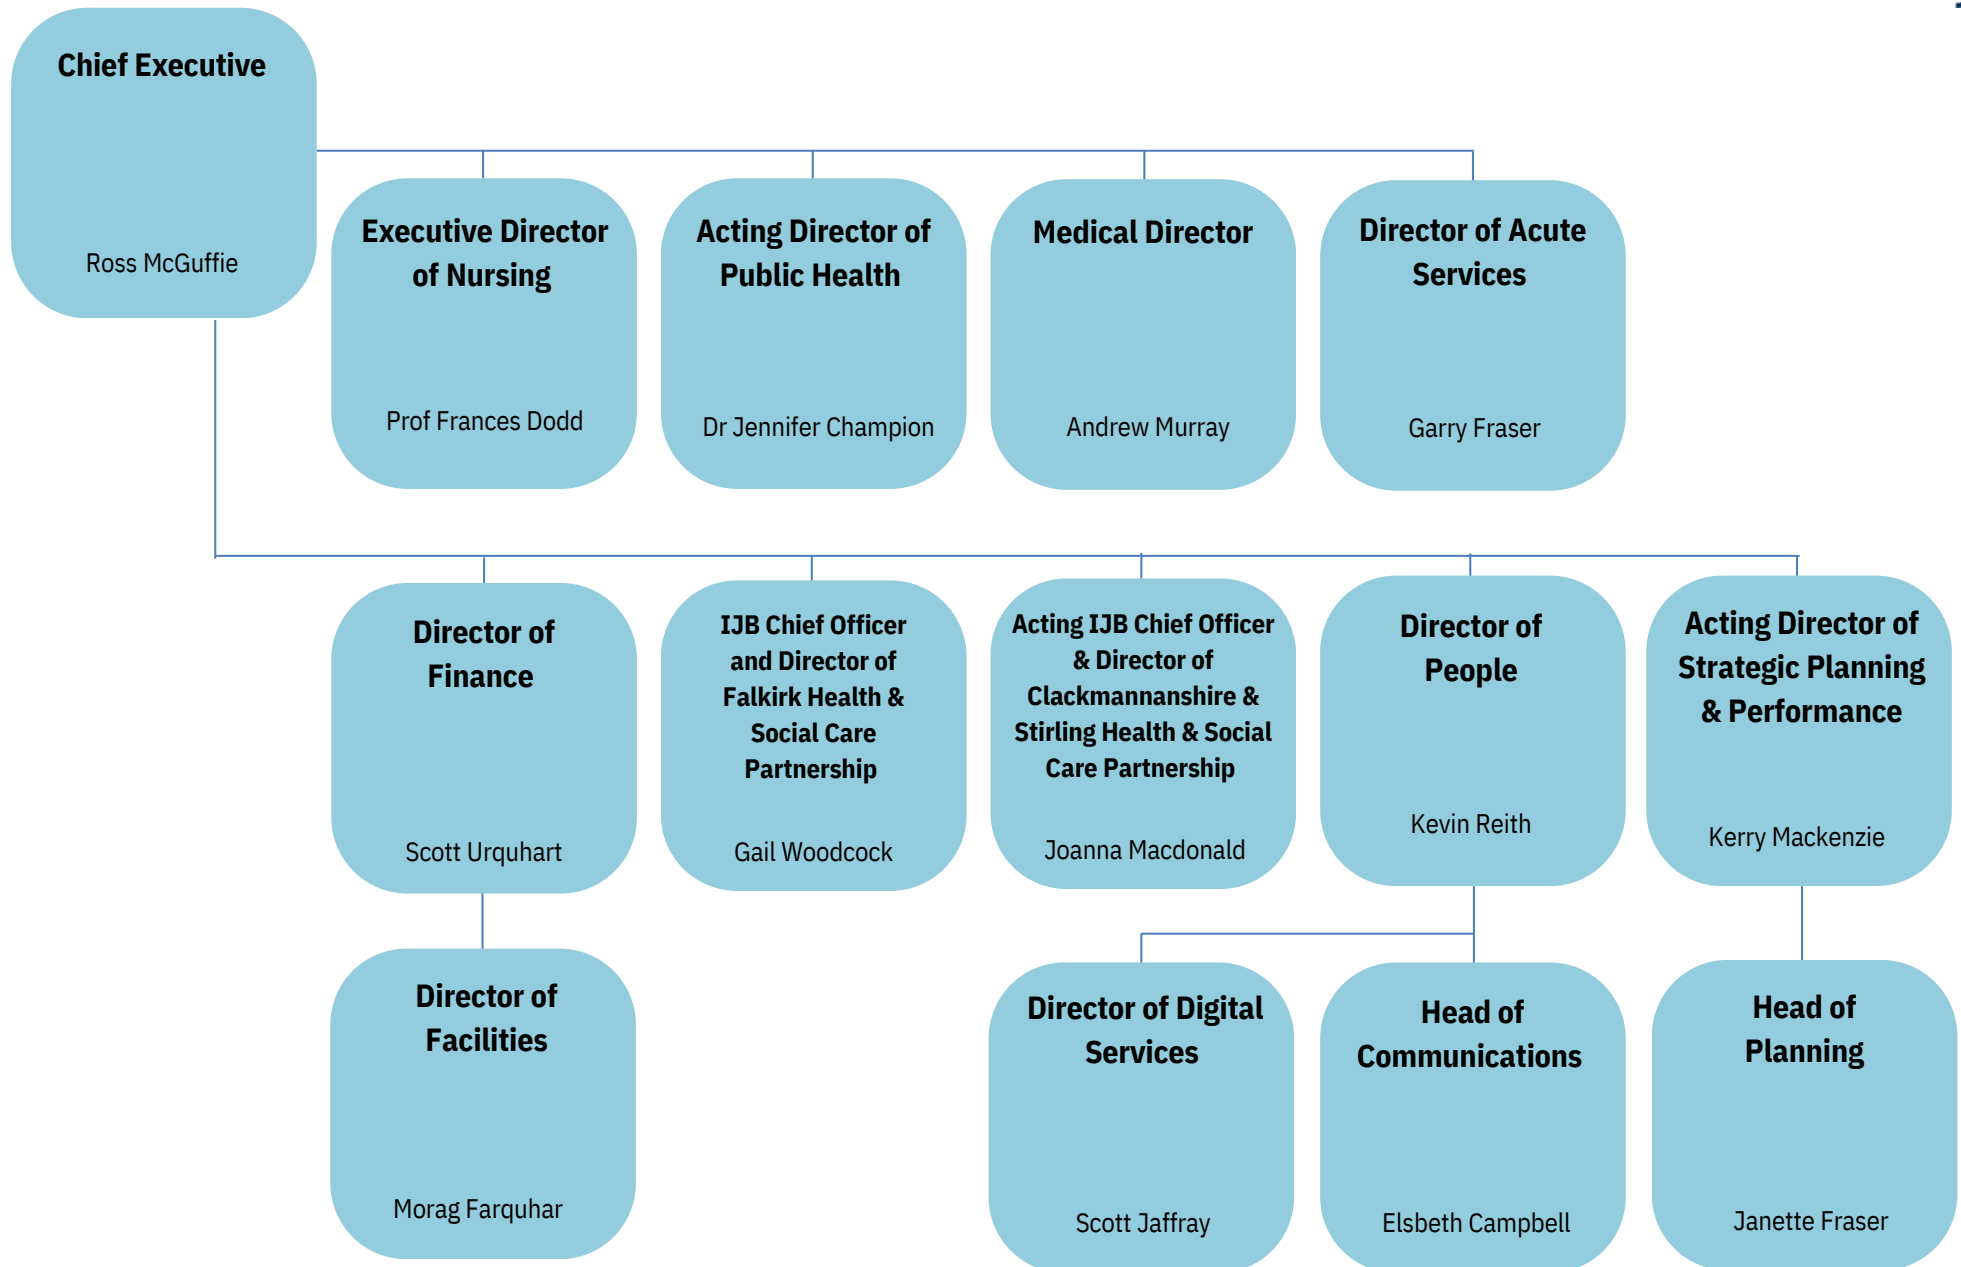 Chief Executive
Ross McGuffie
Executive Director
of Nursing
Prof Frances Dodd
Acting Director of
Public Health
Dr Jennifer Champion
Medical Director
Andrew Murray
Director of Acute
Services
Garry Fraser
Director of
Finance
Scott Urquhart
IJB Chief Officer
and Director of
Falkirk Health &
Social Care
Partnership
Gail Woodcock
Acting IJB Chief Officer
& Director of
Clackmannanshire &
Stirling Health & Social
Care Partnership
Joanna Macdonald
Director of
People
Kevin Reith
Acting Director of
Strategic Planning
& Performance
Kerry Mackenzie
Director of
Facilities
Morag Farquhar
Director of Digital
Services
Scott Jaffray
Head of
Communications
Elsbeth Campbell
Head of
Planning
Janette Fraser